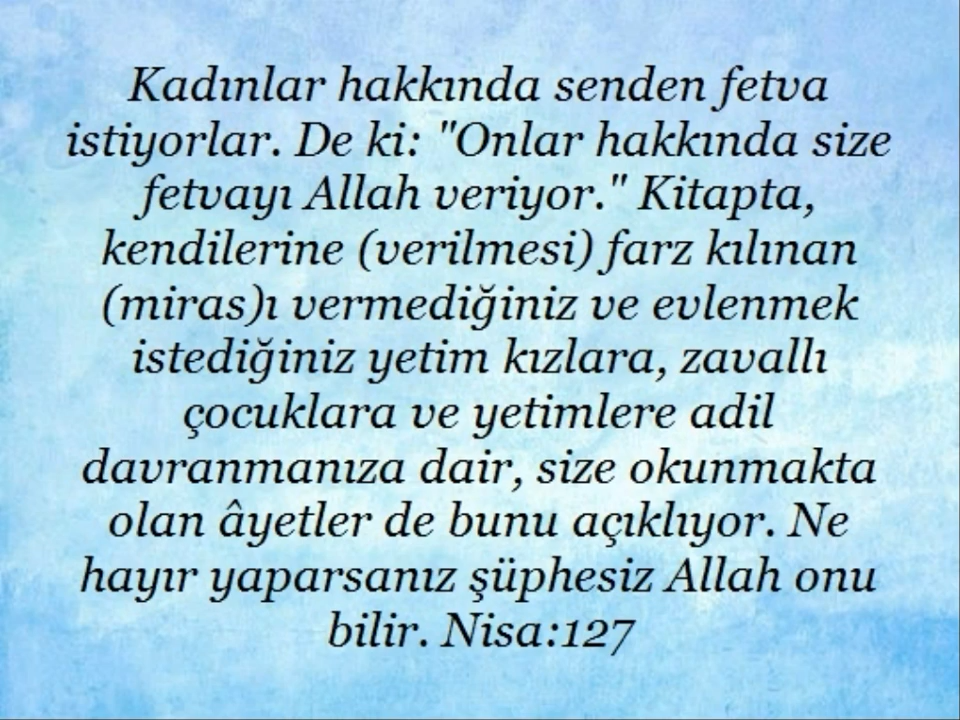 Kadınlar hakkında senden fetva
istiyorlar. De ki: "Onlar hakkında size
fetvayı Allah veriyor." Kitapta,
kendilerine (verilmesi) farz kılınan
(miras)ı vermediğiniz ve evlenmek
istediğiniz yetim kızlara, zavallı
çocuklara ve yetimlere adil
davranmanıza dair, size okunmakta
olan âyetler de bunu açıklıyor. Ne
hayır yaparsanız şüphesiz Allah onu
bilir. Nisa:127